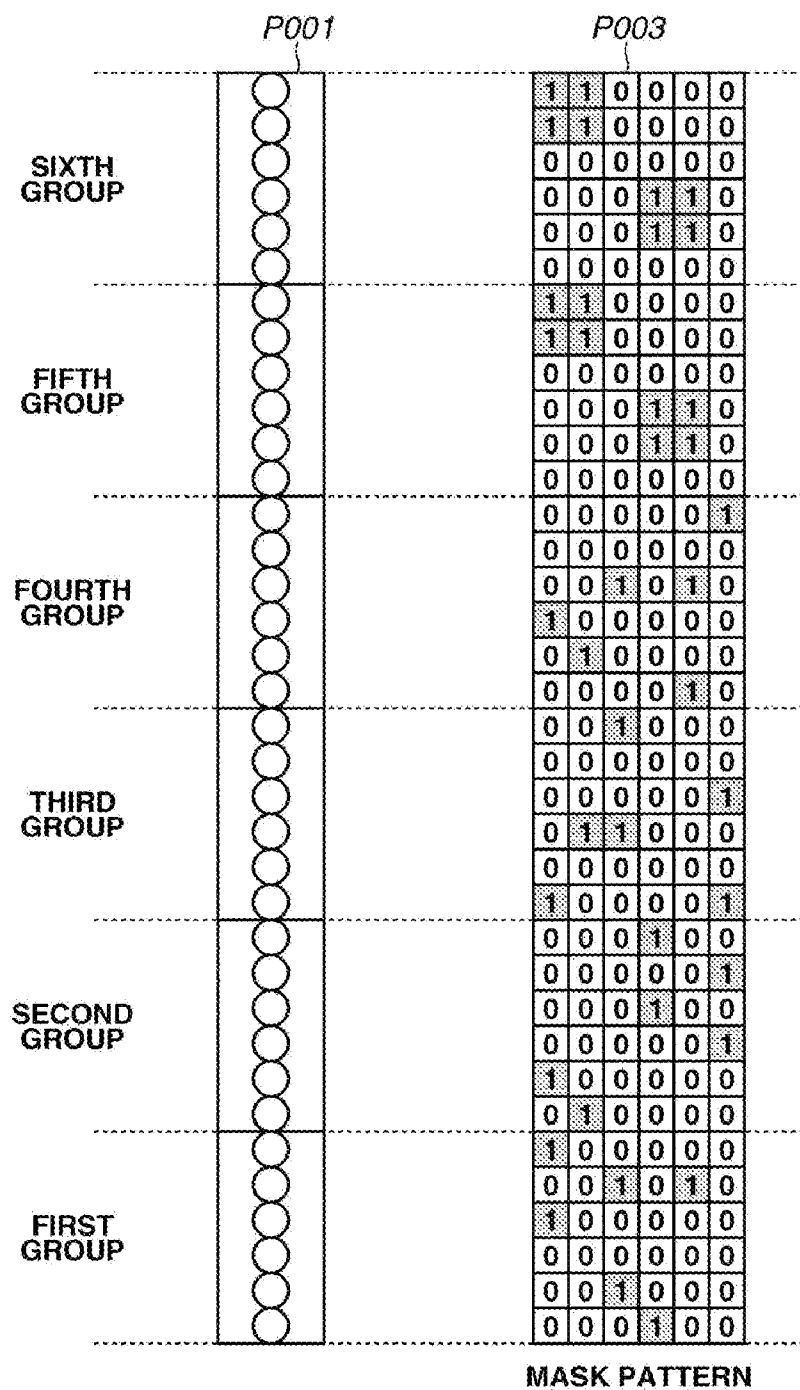 P001 P003
1 1 0 0 0 0
1 1 0 0 0 0
SIXTH
GROUP
0 0 0 0 0 0
0 0 0 1 1 0
0 0 0 1 1 0
0 0 0 0 0 0
1 1 0 0 0 0
1 1 0 0 0 0
FIFTH
GROUP
0 0 0 0 0 0
0 0 0 1 1 0
0 0 0 1 1 0
0 0 0 0 0 0
0 0 0 0 0 1
0 0 0 0 0 0
FOURTH
GROUP
0 0 1 0 1 0
1 0 0 0 0 0
0 1 0 0 0 0
0 0 0 0 1 0
0 0 1 0 0 0
0 0 0 0 0 0
THIRD
GROUP
0 0 0 0 0 1
0 1 1 0 0 0
0 0 0 0 0 0
1 0 0 0 0 1
0 0 0 1 0 0
0 0 0 0 0 1
SECOND
GROUP
0 0 0 1 0 0
0 0 0 0 0 1
1 0 0 0 0 0
0 1 0 0 0 0
1 0 0 0 0 0
0 0 1 0 1 0
FIRST
GROUP
1 0 0 0 0 0
0 0 0 0 0 0
0 0 1 0 0 0
0 0 0 1 0 0
MASK PATTERN